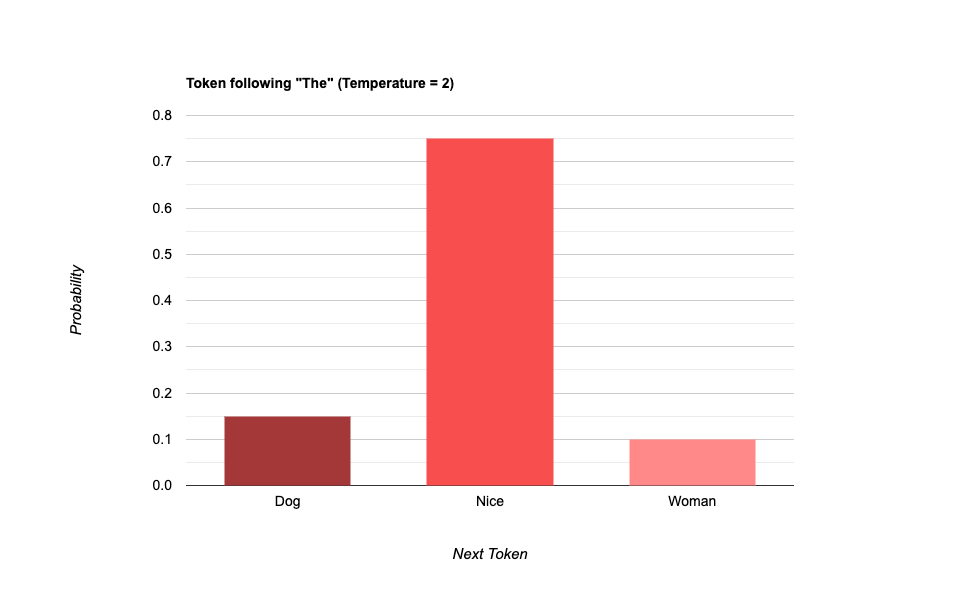 Token following "The" (Temperature = 2)
0.8
0.7
0.6
0.5
0.4
0.3
0.2
0.1
0.0
Probability
Dog Nice Woman
Next Token